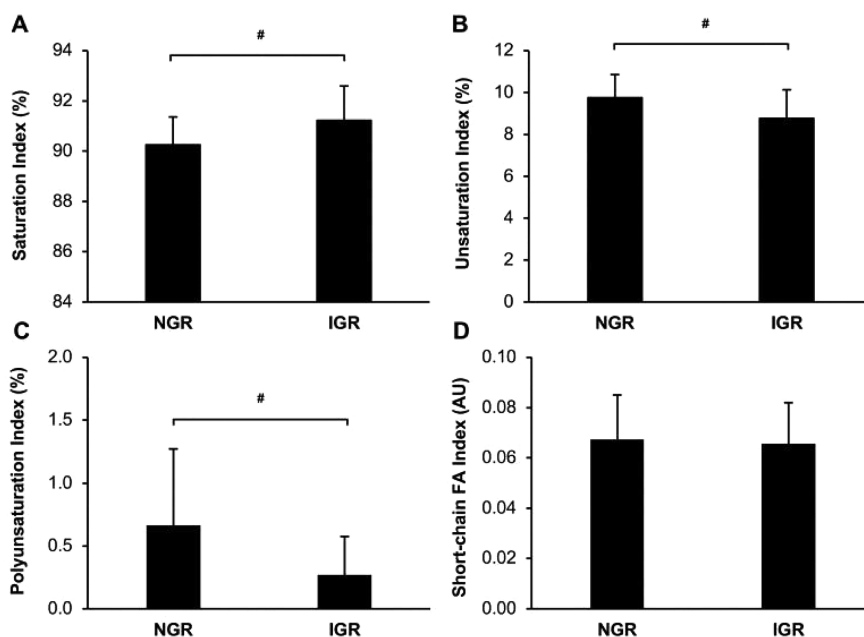 A
Saturation Index (%)
94
92
90
88
86
84
#
NGR
IGR
B
Unsaturation Index (%)
12
10
8
6
4
2
0
#
NGR
IGR
C
Polyunsaturation Index (%)
2.0
1.5
1.0
0.5
0.0
#
NGR
IGR
D
Short-chain FA Index (AU)
0.10
0.08
0.06
0.04
0.02
0.00
NGR
IGR